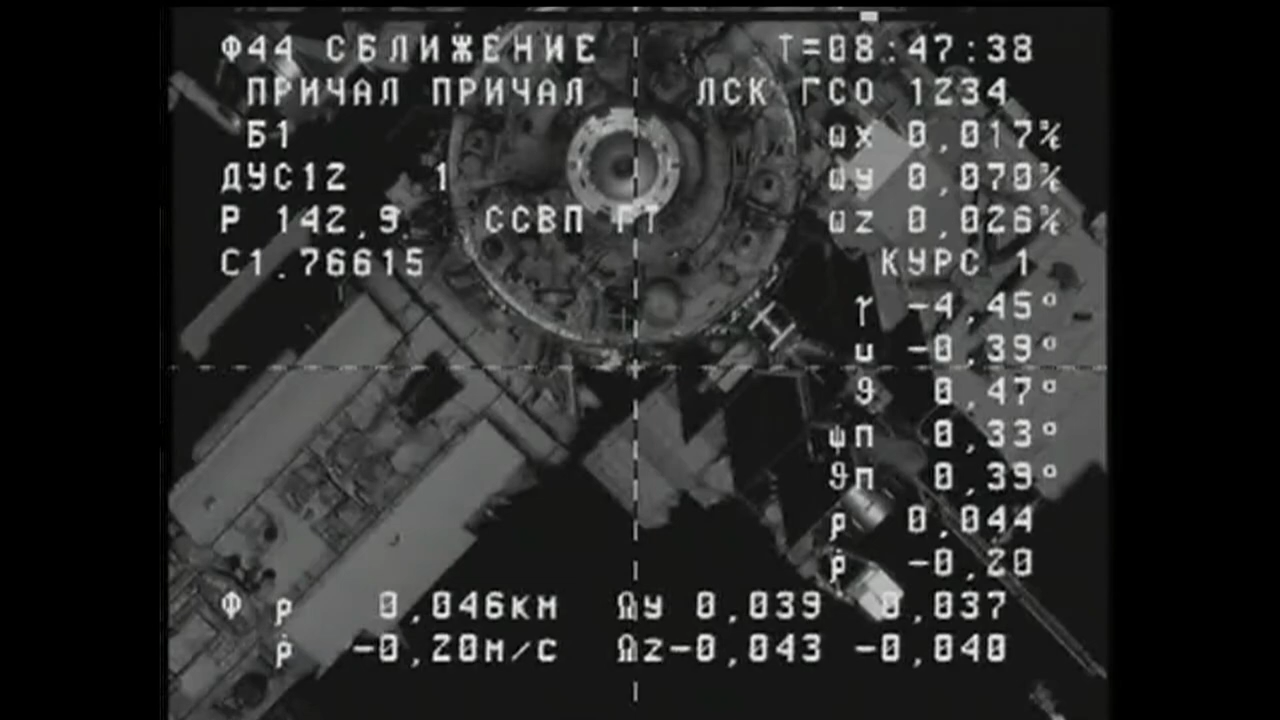 Ф44 СБЛИЖЕНИЕ T=08:47:38
ПРИЧАЛ ПРИЧАЛ ЛСК ГСО 1234
Б1 ωx 0,017°/с
ДУС12 1 ωy 0,070°/с
Р 142,9 ССВП ГТ ωz 0,026°/с
С1.76615 КУРС 1
γ -4,45°
u -0,39°
ϑ 0,47°
ψп 0,33°
ϑп 0,39°
ρ 0,044
ρ̇ -0,20
Ф ρ 0,046км Ωy 0,039 0,037
ρ̇ -0,20м/с Ωz-0,043 -0,040